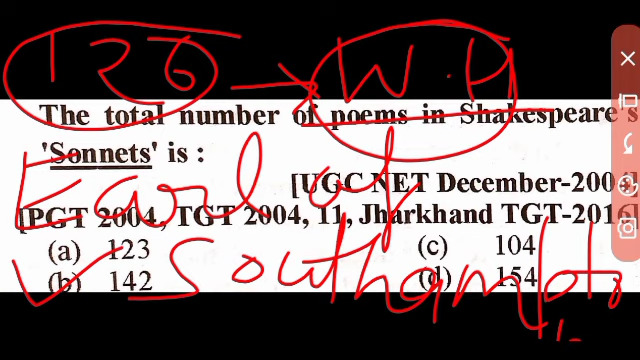 126 → W.H
The total number of poems in Shakespeare's
'Sonnets' is :
Earl of
[UGC NET December-2004]
[PGT 2004, TGT 2004, 11, Jharkhand TGT-2016]
(a) 123 (c) 104
Southampto
(b) 142 (d) 154